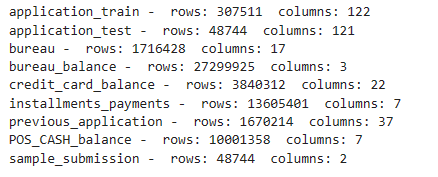 application_train -  rows: 307511  columns: 122
application_test -  rows: 48744  columns: 121
bureau -  rows: 1716428  columns: 17
bureau_balance -  rows: 27299925  columns: 3
credit_card_balance -  rows: 3840312  columns: 22
installments_payments -  rows: 13605401  columns: 7
previous_application -  rows: 1670214  columns: 37
POS_CASH_balance -  rows: 10001358  columns: 7
sample_submission -  rows: 48744  columns: 2